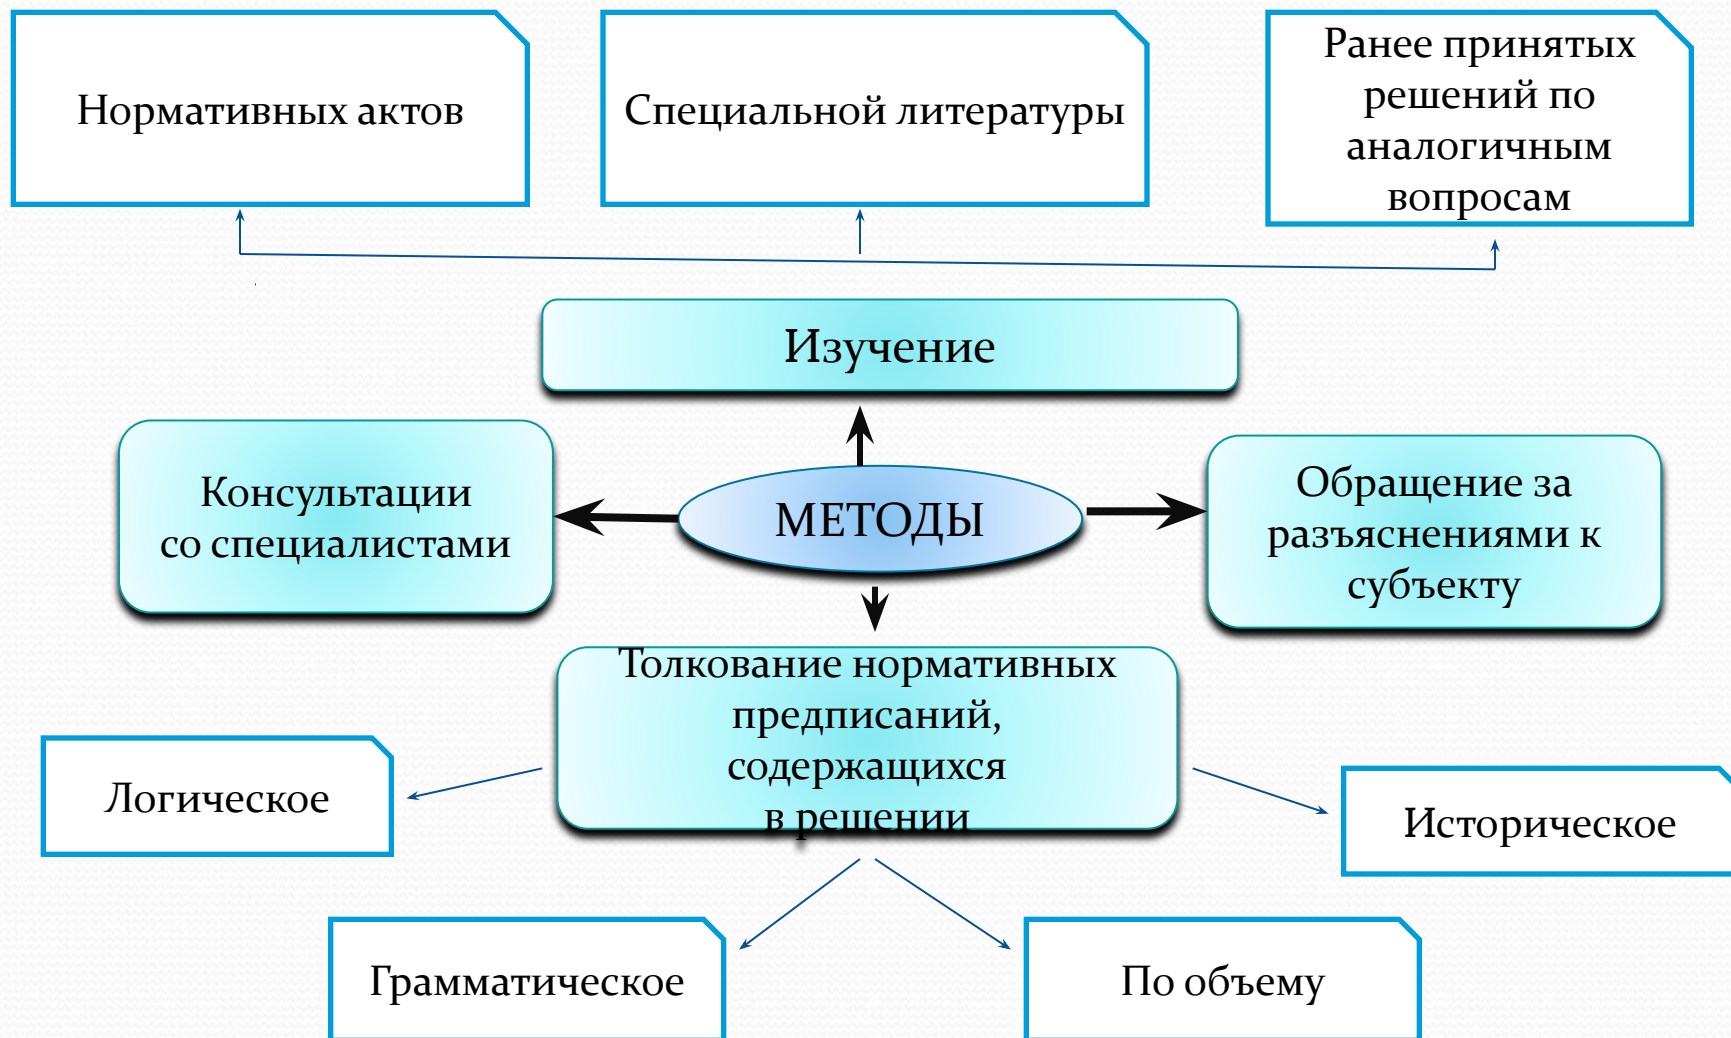 Нормативных актов
Специальной литературы
Ранее принятых
решений по
аналогичным
вопросам
Изучение
Консультации
со специалистами
МЕТОДЫ
Обращение за
разъяснениями к
субъекту
Толкование нормативных
предписаний,
содержащихся
в решении
Логическое
Историческое
Грамматическое
По объему